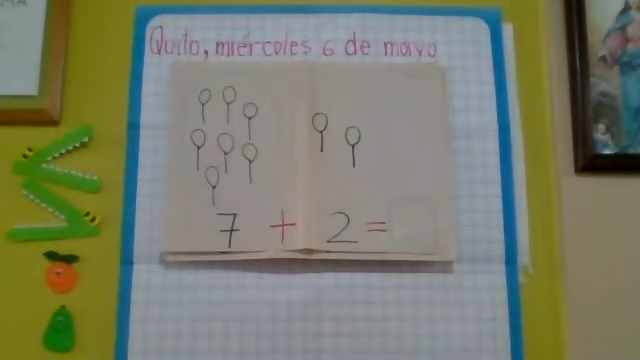 Quito, miércoles 6 de mayo
7 + 2 =